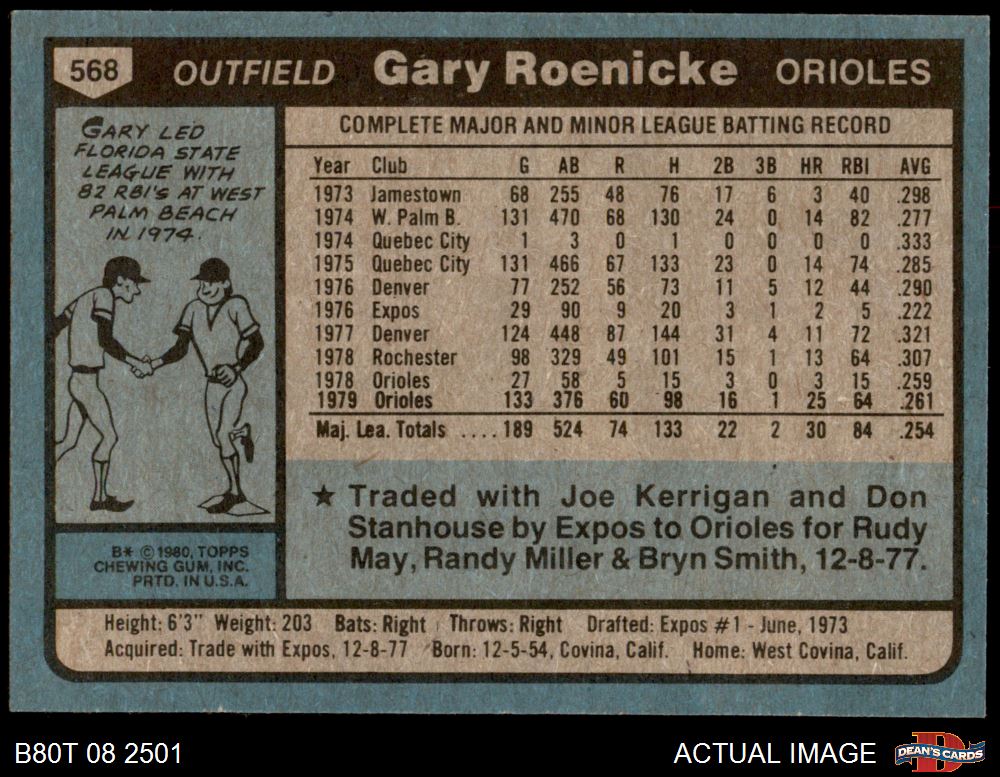 568 OUTFIELD Gary Roenicke ORIOLES
GARY LED
FLORIDA STATE
LEAGUE WITH
82 RBI'S AT WEST
PALM BEACH
IN 1974.
COMPLETE MAJOR AND MINOR LEAGUE BATTING RECORD
Year Club G AB R H 2B 3B HR RBI AVG
1973 Jamestown 68 255 48 76 17 6 3 40 .298
1974 W. Palm B. 131 470 68 130 24 0 14 82 .277
1974 Quebec City 1 3 0 1 0 0 0 0 .333
1975 Quebec City 131 466 67 133 23 0 14 74 .285
1976 Denver 77 252 56 73 11 5 12 44 .290
1976 Expos 29 90 9 20 3 1 2 5 .222
1977 Denver 124 448 87 144 31 4 11 72 .321
1978 Rochester 98 329 49 101 15 1 13 64 .307
1978 Orioles 27 58 5 15 3 0 3 15 .259
1979 Orioles 133 376 60 98 16 1 25 64 .261
Maj. Lea. Totals ....189 524 74 133 22 2 30 84 .254
★ Traded with Joe Kerrigan and Don
Stanhouse by Expos to Orioles for Rudy
May, Randy Miller & Bryn Smith, 12-8-77.
B* © 1980, TOPPS
CHEWING GUM, INC.
PRTD. IN U.S.A.
Height: 6'3" Weight: 203 Bats: Right Throws: Right Drafted: Expos #1 - June, 1973
Acquired: Trade with Expos, 12-8-77 Born: 12-5-54, Covina, Calif. Home: West Covina, Calif.
B80T 08 2501 ACTUAL IMAGE D DEAN'S CARDS